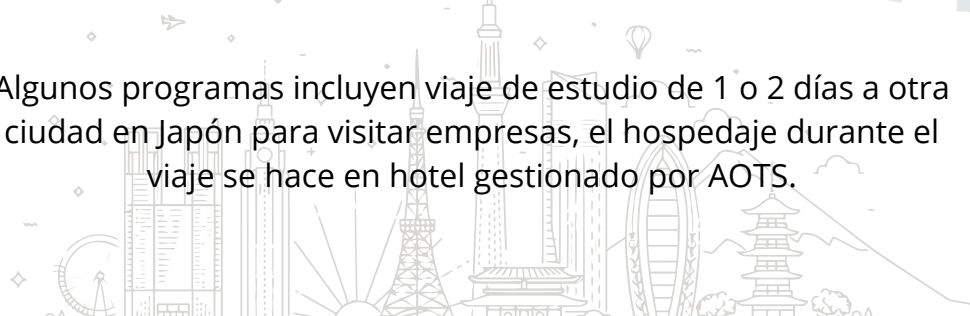 Algunos programas incluyen viaje de estudio de 1 o 2 días a otra
ciudad en Japón para visitar empresas, el hospedaje durante el
viaje se hace en hotel gestionado por AOTS.